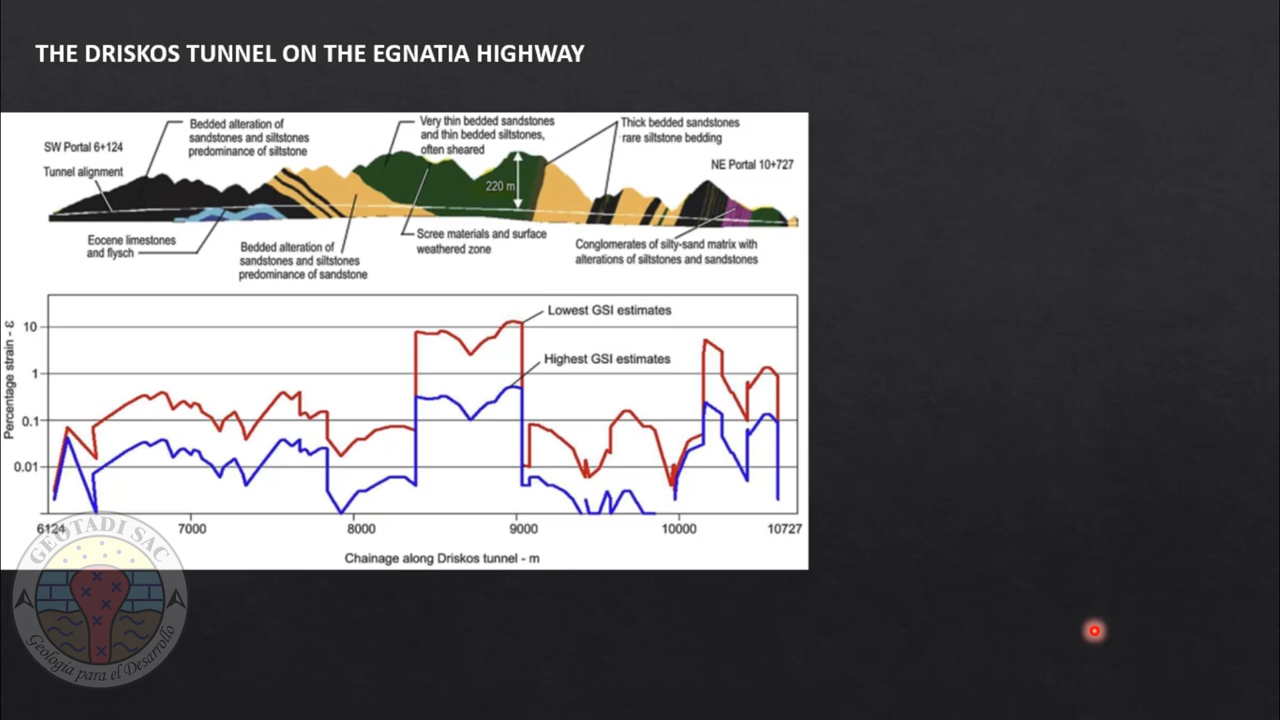 THE DRISKOS TUNNEL ON THE EGNATIA HIGHWAY
Bedded alteration of
sandstones and siltstones
predominance of siltstone
Very thin bedded sandstones
and thin bedded siltstones,
often sheared
Thick bedded sandstones
rare siltstone bedding
SW Portal 6+124
Tunnel alignment
NE Portal 10+727
220 m
Eocene limestones
and flysch
Bedded alteration of
sandstones and siltstones
predominance of sandstone
Scree materials and surface
weathered zone
Conglomerates of silly-sand matrix with
alterations of siltstones and sandstones
Lowest GSI estimates
Highest GSI estimates
Percentage strain - ε
10
1
0.1
0.01
6124
7000
8000
9000
10000
10727
Chainage along Driskos tunnel - m
GEOTADI SAC
Geología para el Desarrollo